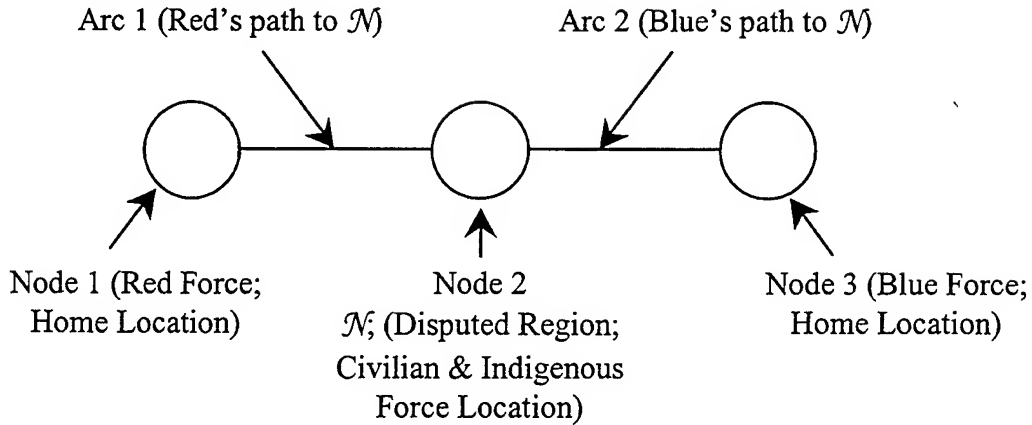 Arc 1 (Red's path to 𝒩)
Arc 2 (Blue's path to 𝒩)
Node 1 (Red Force;
Home Location)
Node 2
𝒩; (Disputed Region;
Civilian & Indigenous
Force Location)
Node 3 (Blue Force;
Home Location)